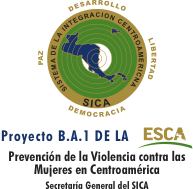 DESARROLLO
PAZ
LIBERTAD
DEMOCRACIA
SISTEMA DE LA INTEGRACION CENTROAMERICANA
SICA
Proyecto B.A.1 DE LA ESCA
Prevención de la Violencia contra las
Mujeres en Centroamérica
Secretaría General del SICA